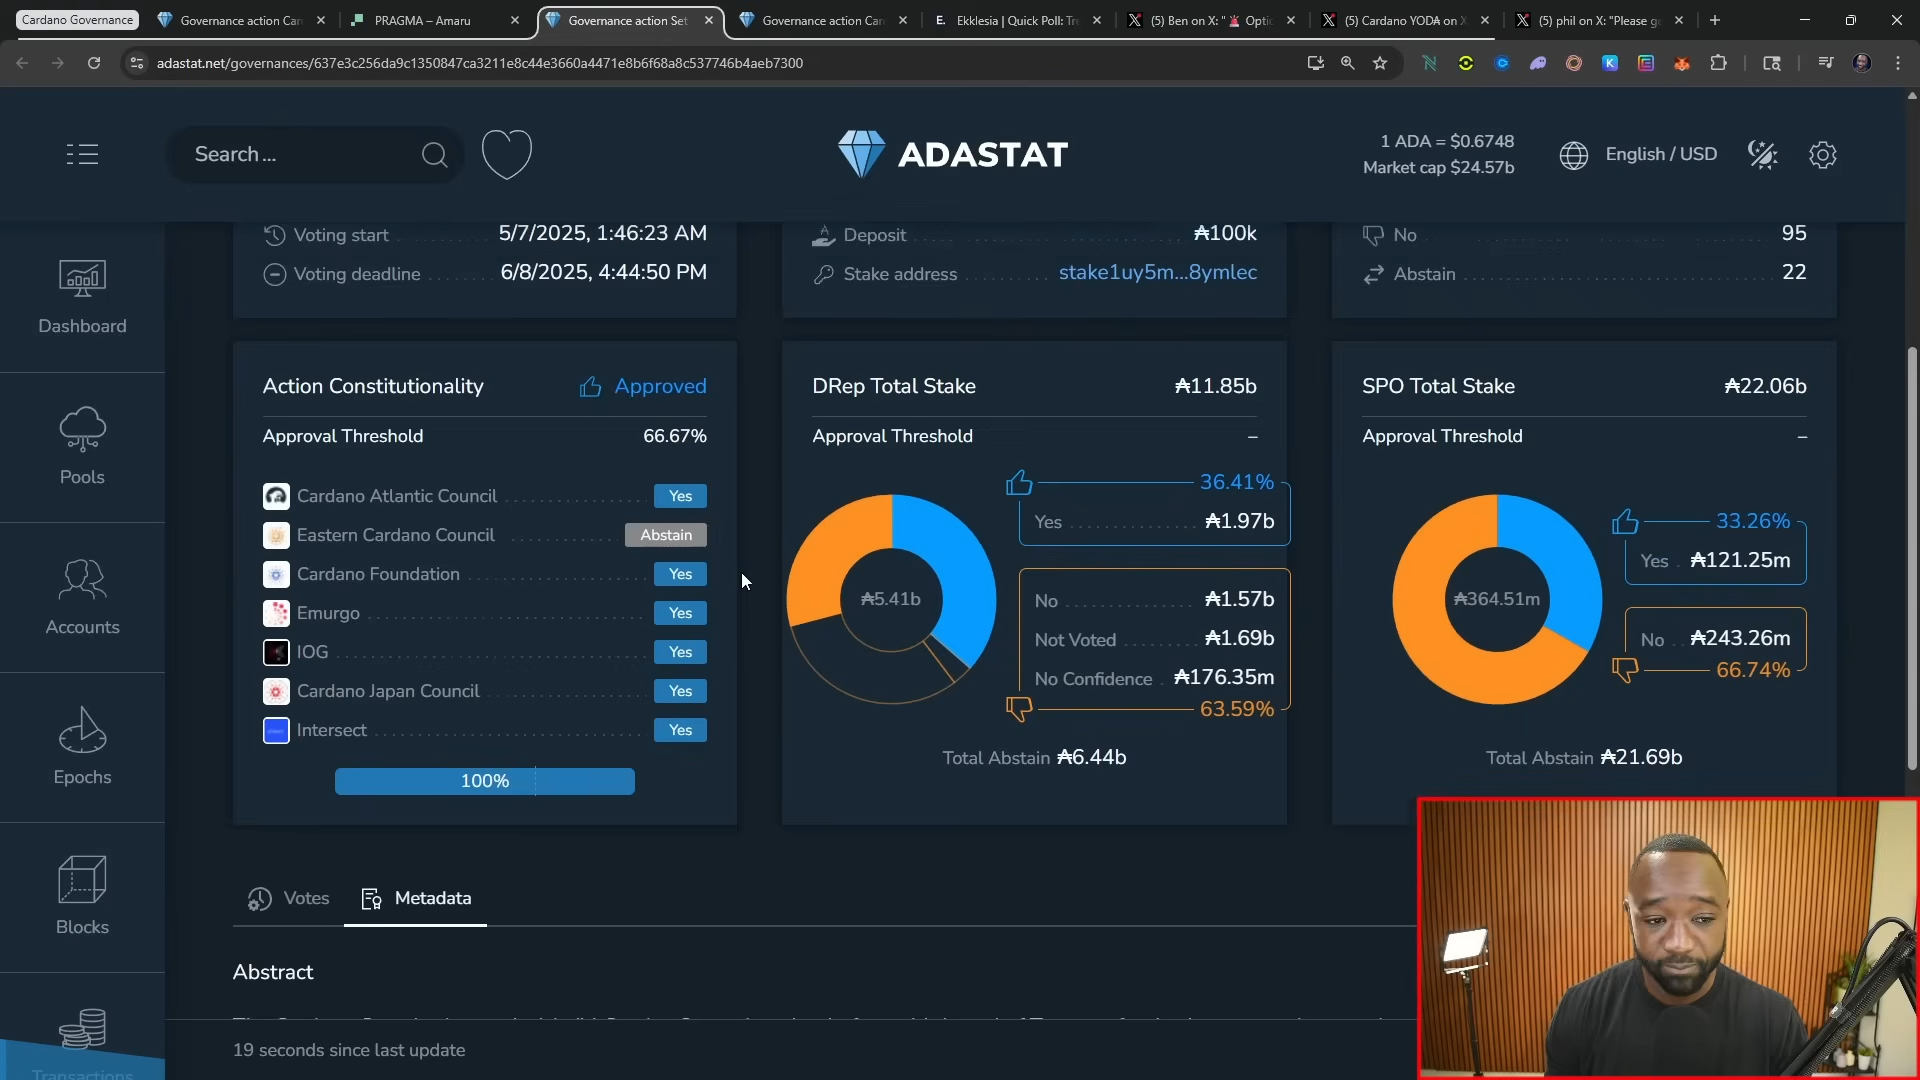 Cardano Governance
Governance action Car
PRAGMA – Amaru
Governance action Set
Governance action Car
E. Ekklesia | Quick Poll: Tre
(5) Ben on X: "🚨 Optio
(5) Cardano YOD₳ on X
(5) phil on X: "Please ge
adastat.net/governances/637e3c256da9c1350847ca3211e8c44e3660a4471e8b6f68a8c537746b4aeb7300
Search ...
ADASTAT
1 ADA = $0.6748
Market cap $24.57b
English / USD
Dashboard
Pools
Accounts
Epochs
Blocks
Transactions
Voting start 5/7/2025, 1:46:23 AM
Voting deadline 6/8/2025, 4:44:50 PM
Deposit ₳100k
Stake address stake1uy5m...8ymlec
No 95
Abstain 22
Action Constitutionality Approved
Approval Threshold 66.67%
Cardano Atlantic Council Yes
Eastern Cardano Council Abstain
Cardano Foundation Yes
Emurgo Yes
IOG Yes
Cardano Japan Council Yes
Intersect Yes
100%
DRep Total Stake ₳11.85b
Approval Threshold –
36.41%
Yes ₳1.97b
₳5.41b
No ₳1.57b
Not Voted ₳1.69b
No Confidence ₳176.35m
63.59%
Total Abstain ₳6.44b
SPO Total Stake ₳22.06b
Approval Threshold –
33.26%
Yes ₳121.25m
₳364.51m
No ₳243.26m
66.74%
Total Abstain ₳21.69b
Votes
Metadata
Abstract
19 seconds since last update